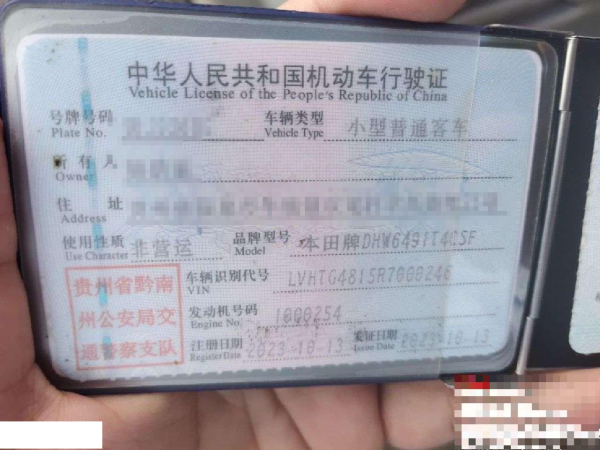 中华人民共和国机动车行驶证
Vehicle License of the People's Republic of China
号牌号码
Plate No.
车辆类型
Vehicle Type
小型普通客车
所有人
Owner
住址
Address
使用性质
Use Character
非营运
品牌型号
Model
本田牌DHW6491T4CSF
贵州省黔南
州公安局交
通警察支队
车辆识别代号
VIN
LVHTG4815R7000246
发动机号码
Engine No.
1000254
注册日期
Register Date
2023-10-13
发证日期
Issue Date
2023-10-13